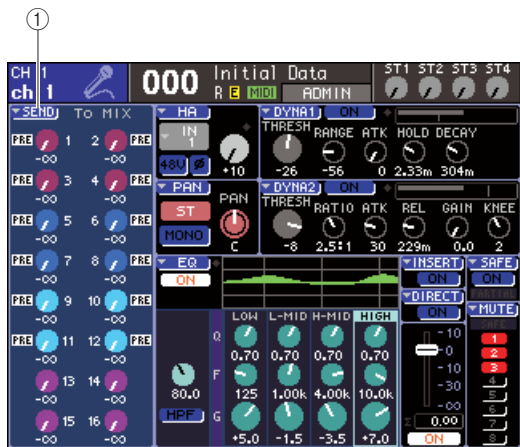 ①
CH 1
ch 1
000
Initial Data
R E MIDI ADMIN
ST1 ST2 ST3 ST4
SEND TO MIX
PRE 1 2 PRE
-∞ -∞
PRE 3 4 PRE
-∞ -∞
PRE 5 6 PRE
-∞ -∞
PRE 7 8 PRE
-∞ -∞
PRE 9 10 PRE
-∞ -∞
PRE 11 12 PRE
-∞ -∞
13 14
-∞ -∞
15 16
-∞ -∞
HA
IN 1
48V Ø
+10
DYNA1 ON
THRESH RANGE ATK HOLD DECAY
-26 -56 0 2.33m 304m
PAN
ST
MONO
PAN
C
DYNA2 ON
THRESH RATIO ATK REL GAIN KNEE
-8 2.5:1 30 229m 0.0 2
EQ
ON
LOW L-MID H-MID HIGH
Q 0.70 0.70 0.70 0.70
80.0
F 125 1.00k 4.00k 10.0k
HPF
G +5.0 -1.5 -3.5 +7.0
INSERT
ON
DIRECT
ON
10
0
10
30
-∞
0.00
ON
SAFE
ON
PARTIAL
MUTE
SAFE
1
2
3
4
5
6
7
8